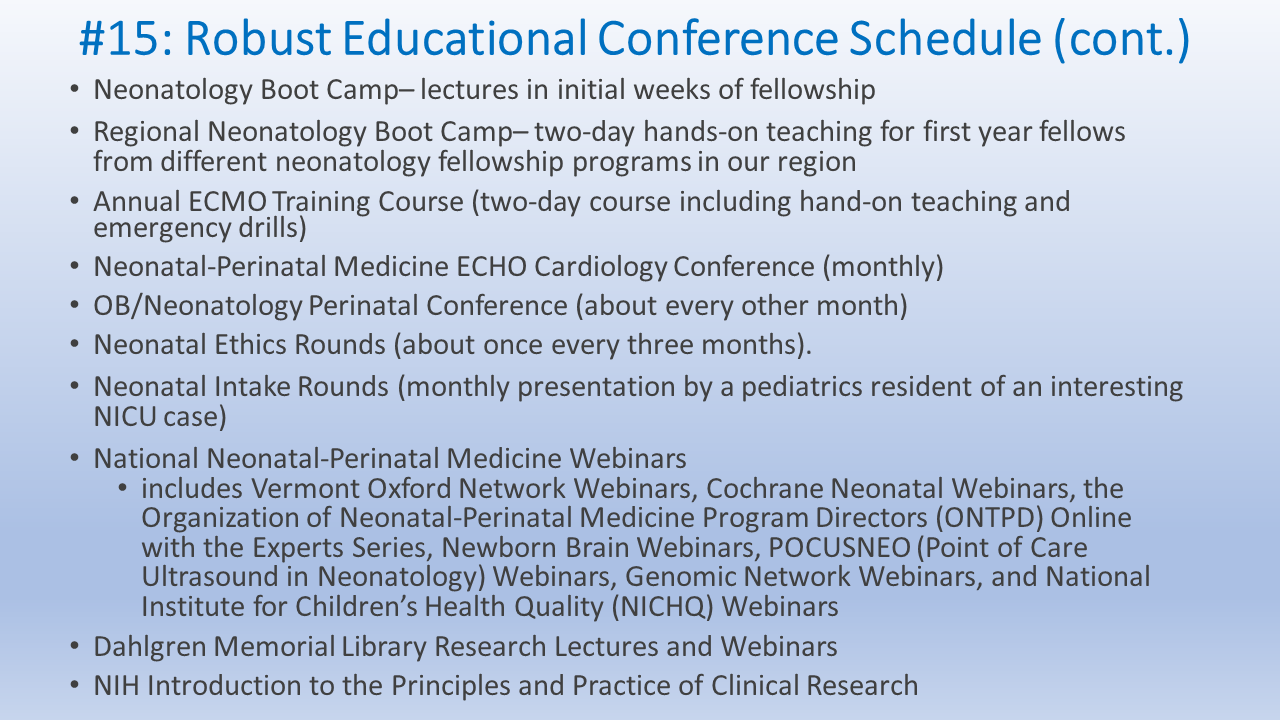 #15: Robust Educational Conference Schedule (cont.)
• Neonatology Boot Camp– lectures in initial weeks of fellowship
• Regional Neonatology Boot Camp– two-day hands-on teaching for first year fellows
from different neonatology fellowship programs in our region
• Annual ECMO Training Course (two-day course including hand-on teaching and
emergency drills)
• Neonatal-Perinatal Medicine ECHO Cardiology Conference (monthly)
• OB/Neonatology Perinatal Conference (about every other month)
• Neonatal Ethics Rounds (about once every three months).
• Neonatal Intake Rounds (monthly presentation by a pediatrics resident of an interesting
NICU case)
• National Neonatal-Perinatal Medicine Webinars
• includes Vermont Oxford Network Webinars, Cochrane Neonatal Webinars, the
Organization of Neonatal-Perinatal Medicine Program Directors (ONTPD) Online
with the Experts Series, Newborn Brain Webinars, POCUSNEO (Point of Care
Ultrasound in Neonatology) Webinars, Genomic Network Webinars, and National
Institute for Children’s Health Quality (NICHQ) Webinars
• Dahlgren Memorial Library Research Lectures and Webinars
• NIH Introduction to the Principles and Practice of Clinical Research